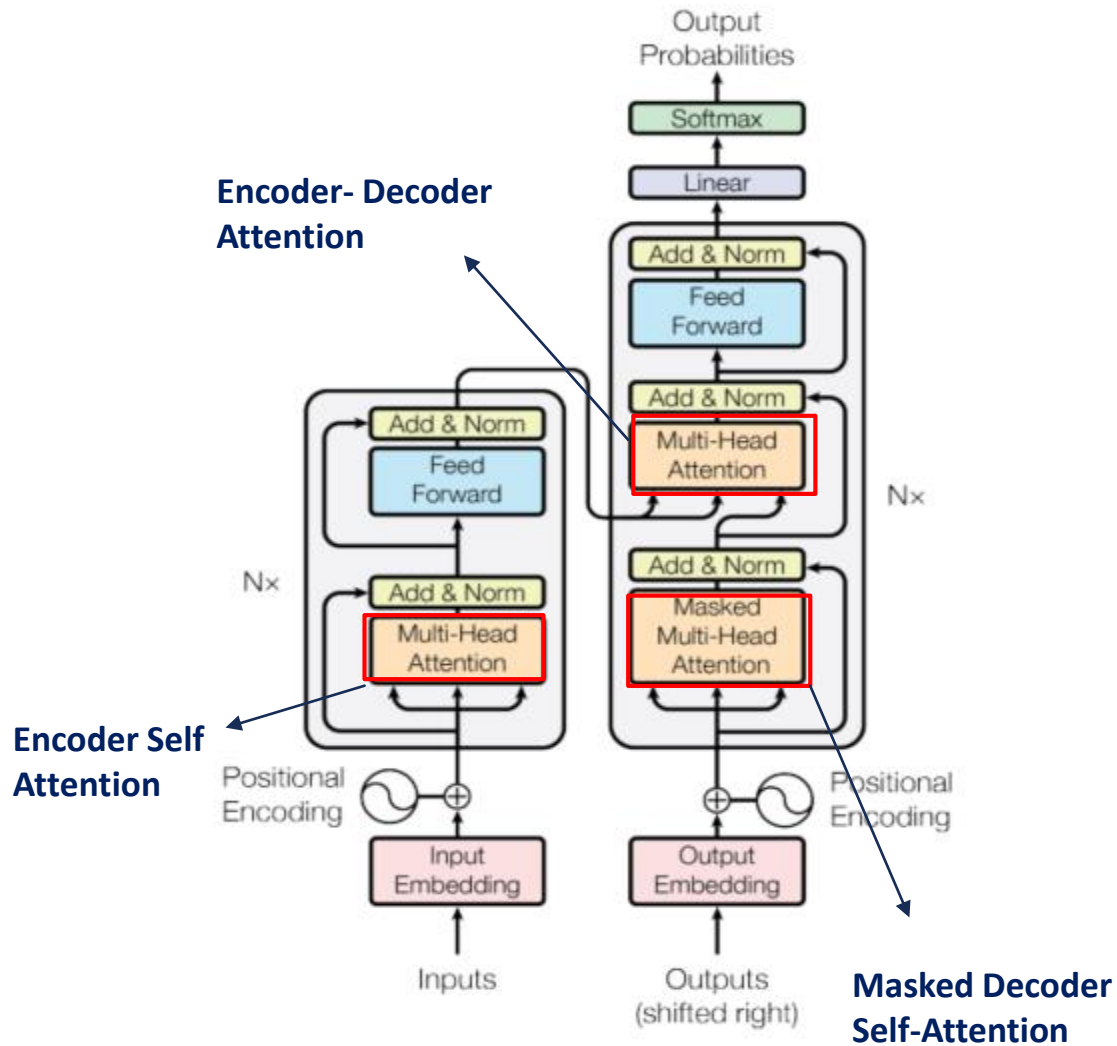 Output
Probabilities
Softmax
Linear
Encoder- Decoder
Attention
Add & Norm
Feed
Forward
Add & Norm
Multi-Head
Attention
Nx
Add & Norm
Masked
Multi-Head
Attention
Add & Norm
Feed
Forward
Nx
Add & Norm
Multi-Head
Attention
Encoder Self
Attention
Positional
Encoding
Positional
Encoding
Input
Embedding
Output
Embedding
Inputs
Outputs
(shifted right)
Masked Decoder
Self-Attention